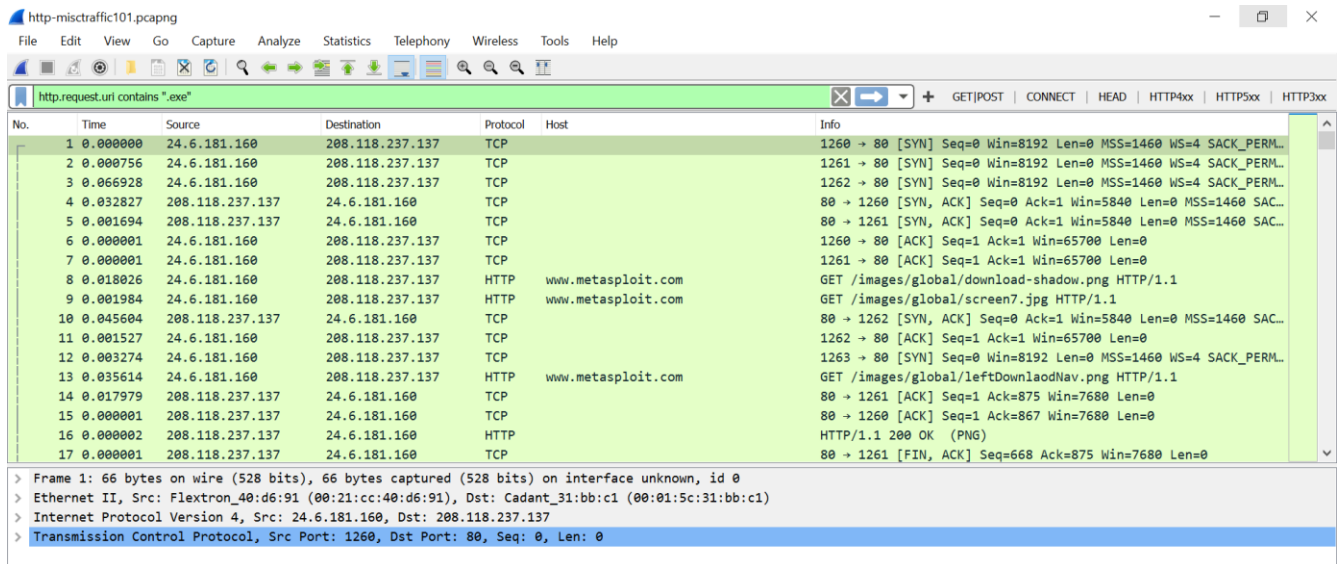 http-misctraffic101.pcapng
File Edit View Go Capture Analyze Statistics Telephony Wireless Tools Help
http.request.uri contains ".exe" + GET|POST | CONNECT | HEAD | HTTP4xx | HTTP5xx | HTTP3xx
No. Time Source Destination Protocol Host Info
1 0.000000 24.6.181.160 208.118.237.137 TCP 1260 → 80 [SYN] Seq=0 Win=8192 Len=0 MSS=1460 WS=4 SACK_PERM…
2 0.000756 24.6.181.160 208.118.237.137 TCP 1261 → 80 [SYN] Seq=0 Win=8192 Len=0 MSS=1460 WS=4 SACK_PERM…
3 0.066928 24.6.181.160 208.118.237.137 TCP 1262 → 80 [SYN] Seq=0 Win=8192 Len=0 MSS=1460 WS=4 SACK_PERM…
4 0.032827 208.118.237.137 24.6.181.160 TCP 80 → 1260 [SYN, ACK] Seq=0 Ack=1 Win=5840 Len=0 MSS=1460 SAC…
5 0.001694 208.118.237.137 24.6.181.160 TCP 80 → 1261 [SYN, ACK] Seq=0 Ack=1 Win=5840 Len=0 MSS=1460 SAC…
6 0.000001 24.6.181.160 208.118.237.137 TCP 1260 → 80 [ACK] Seq=1 Ack=1 Win=65700 Len=0
7 0.000001 24.6.181.160 208.118.237.137 TCP 1261 → 80 [ACK] Seq=1 Ack=1 Win=65700 Len=0
8 0.018026 24.6.181.160 208.118.237.137 HTTP www.metasploit.com GET /images/global/download-shadow.png HTTP/1.1
9 0.001984 24.6.181.160 208.118.237.137 HTTP www.metasploit.com GET /images/global/screen7.jpg HTTP/1.1
10 0.045604 208.118.237.137 24.6.181.160 TCP 80 → 1262 [SYN, ACK] Seq=0 Ack=1 Win=5840 Len=0 MSS=1460 SAC…
11 0.001527 24.6.181.160 208.118.237.137 TCP 1262 → 80 [ACK] Seq=1 Ack=1 Win=65700 Len=0
12 0.003274 24.6.181.160 208.118.237.137 TCP 1263 → 80 [SYN] Seq=0 Win=8192 Len=0 MSS=1460 WS=4 SACK_PERM…
13 0.035614 24.6.181.160 208.118.237.137 HTTP www.metasploit.com GET /images/global/leftDownlaodNav.png HTTP/1.1
14 0.017979 208.118.237.137 24.6.181.160 TCP 80 → 1261 [ACK] Seq=1 Ack=875 Win=7680 Len=0
15 0.000001 208.118.237.137 24.6.181.160 TCP 80 → 1260 [ACK] Seq=1 Ack=867 Win=7680 Len=0
16 0.000002 208.118.237.137 24.6.181.160 HTTP HTTP/1.1 200 OK (PNG)
17 0.000001 208.118.237.137 24.6.181.160 TCP 80 → 1261 [FIN, ACK] Seq=668 Ack=875 Win=7680 Len=0
> Frame 1: 66 bytes on wire (528 bits), 66 bytes captured (528 bits) on interface unknown, id 0
> Ethernet II, Src: Flextron_40:d6:91 (00:21:cc:40:d6:91), Dst: Cadant_31:bb:c1 (00:01:5c:31:bb:c1)
> Internet Protocol Version 4, Src: 24.6.181.160, Dst: 208.118.237.137
> Transmission Control Protocol, Src Port: 1260, Dst Port: 80, Seq: 0, Len: 0